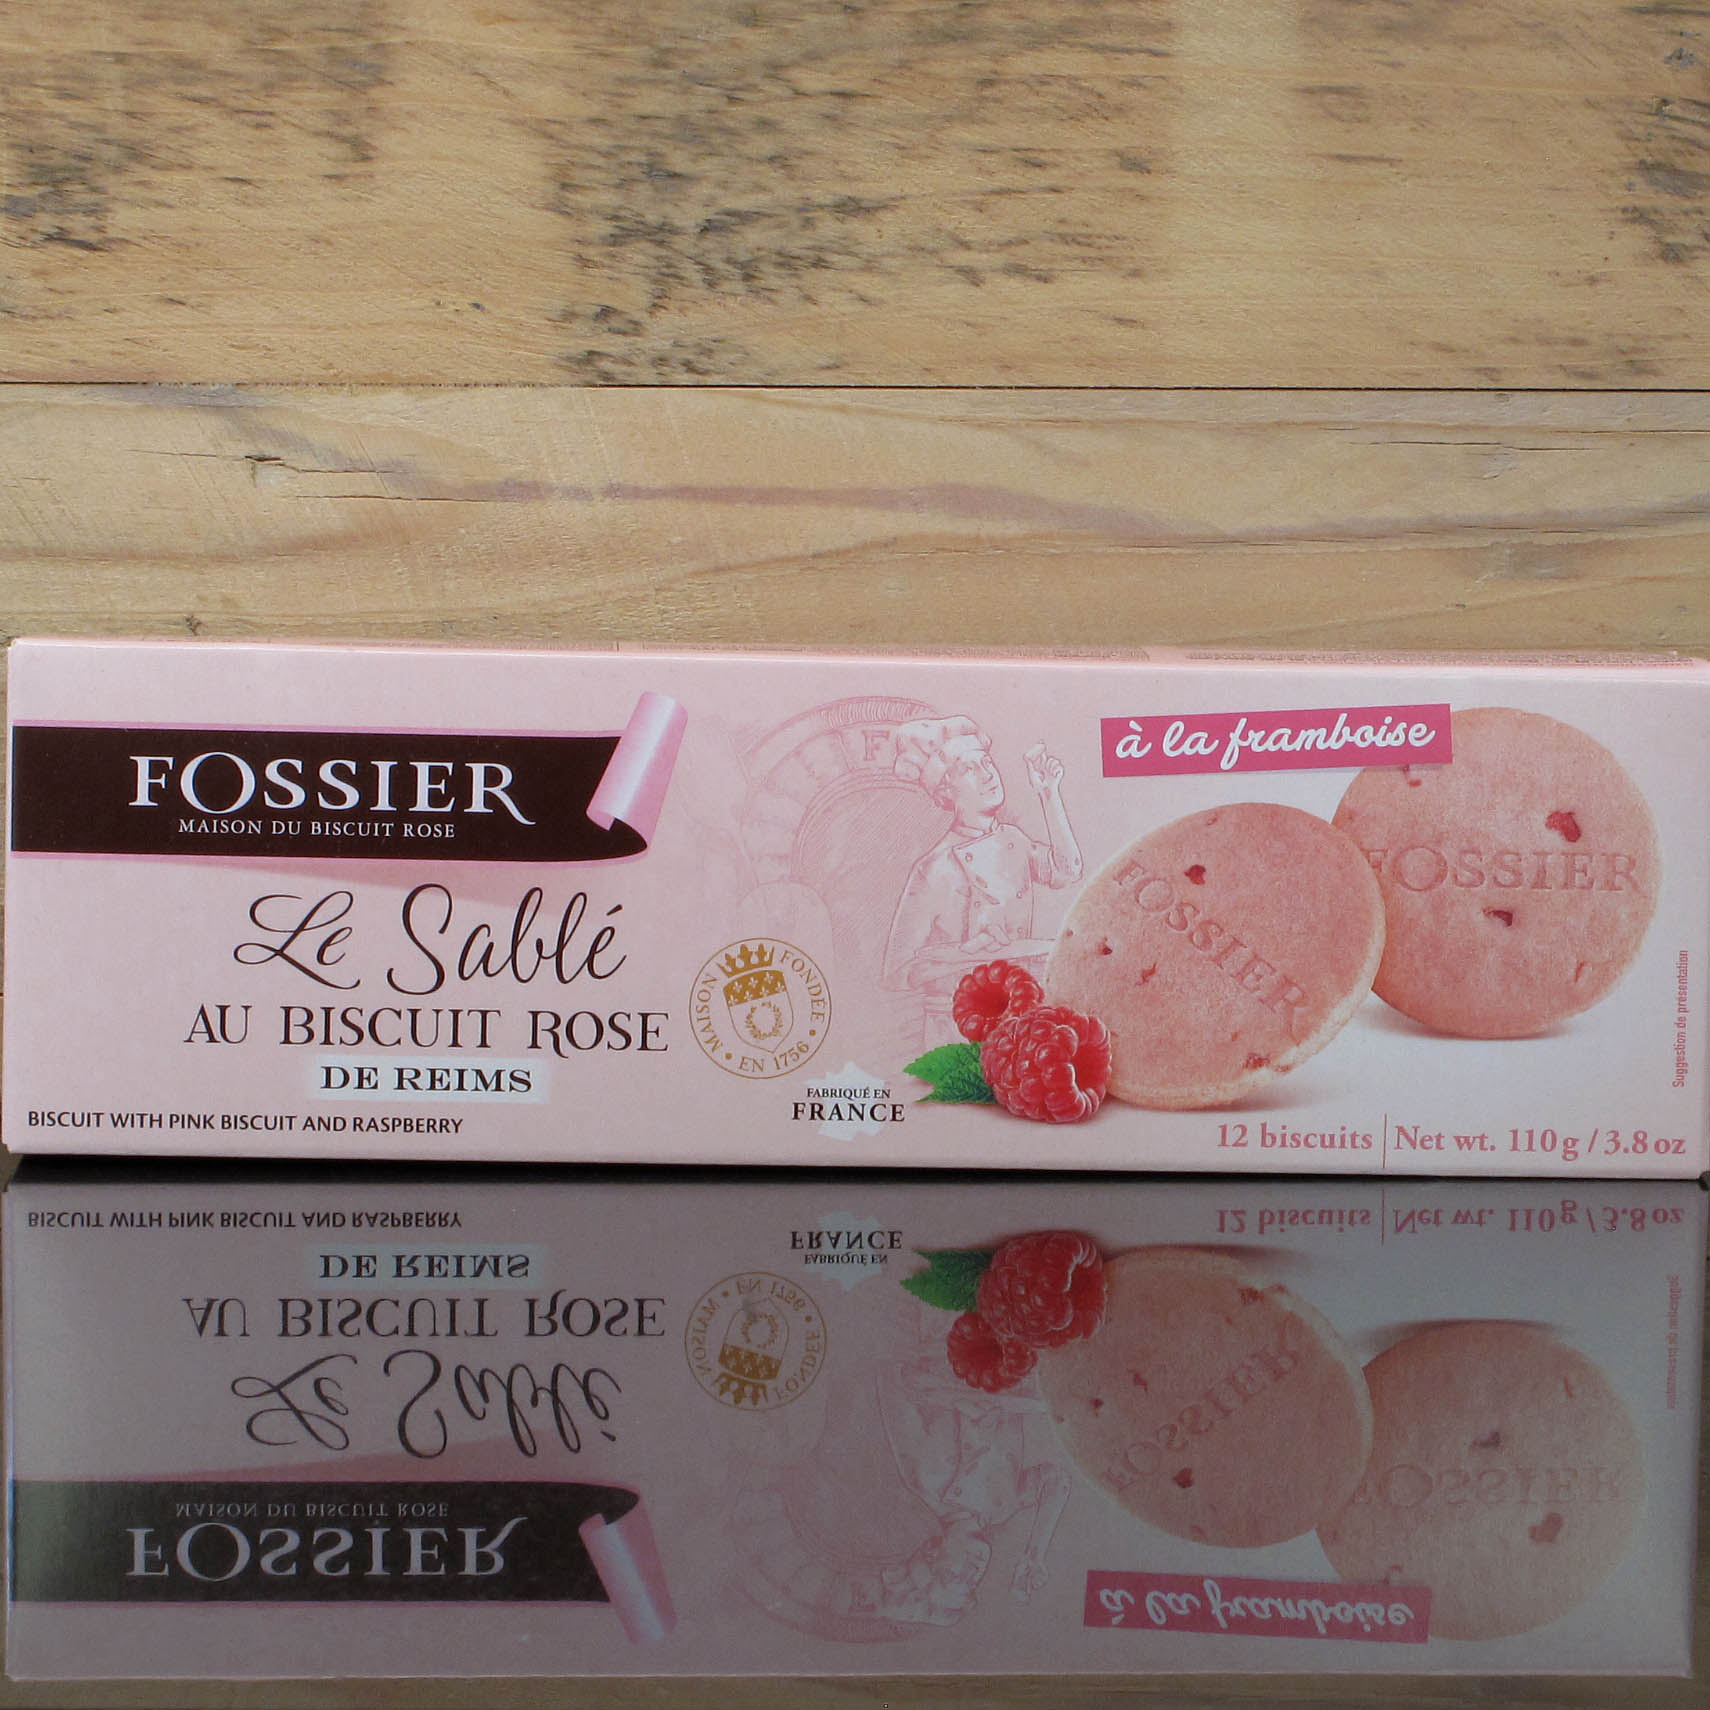 FOSSIER
MAISON DU BISCUIT ROSE
Le Sablé
AU BISCUIT ROSE
DE REIMS
BISCUIT WITH PINK BISCUIT AND RASPBERRY
MAISON FONDÉE • EN 1756 •
FABRIQUÉ EN
FRANCE
F
à la framboise
FOSSIER
FOSSIER
12 biscuits | Net wt. 110g / 3.8 oz
Suggestion de présentation